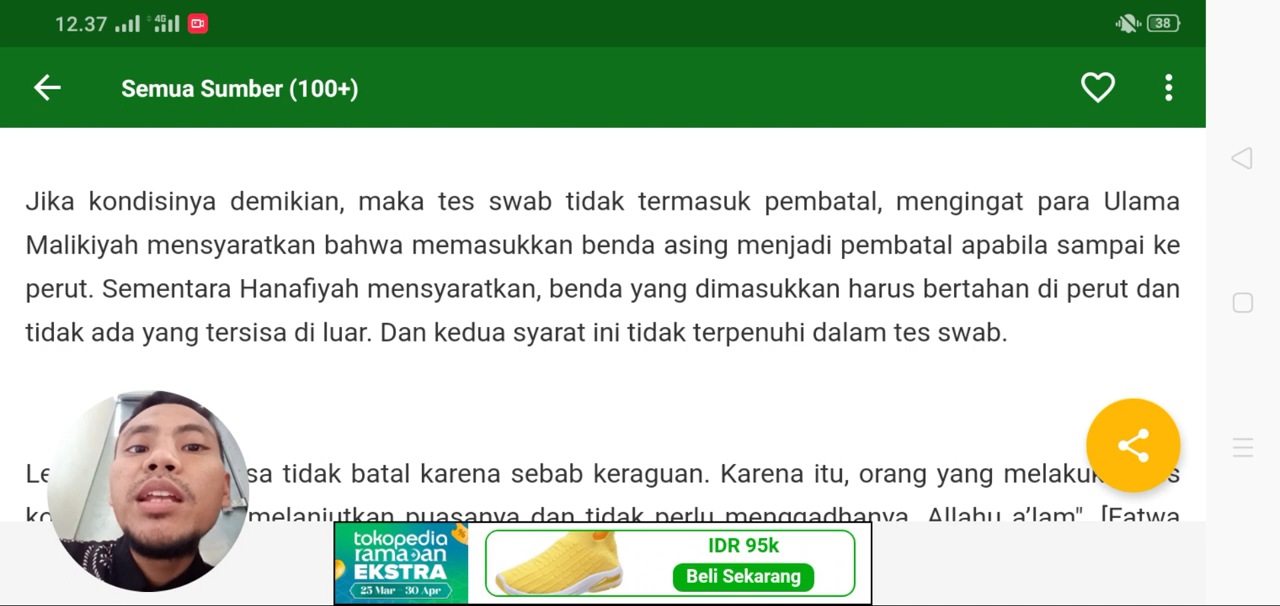 12.37
4G
38
Semua Sumber (100+)
Jika kondisinya demikian, maka tes swab tidak termasuk pembatal, mengingat para Ulama
Malikiyah mensyaratkan bahwa memasukkan benda asing menjadi pembatal apabila sampai ke
perut. Sementara Hanafiyah mensyaratkan, benda yang dimasukkan harus bertahan di perut dan
tidak ada yang tersisa di luar. Dan kedua syarat ini tidak terpenuhi dalam tes swab.
tidak batal karena sebab keraguan. Karena itu, orang yang
melanjutkan puasanya dan tidak perlu menggadhanya. Allahu a’lam". [Fatwa
tokopedia
ramadan
EKSTRA
25 Mar 30 Apr
IDR 95k
Beli Sekarang